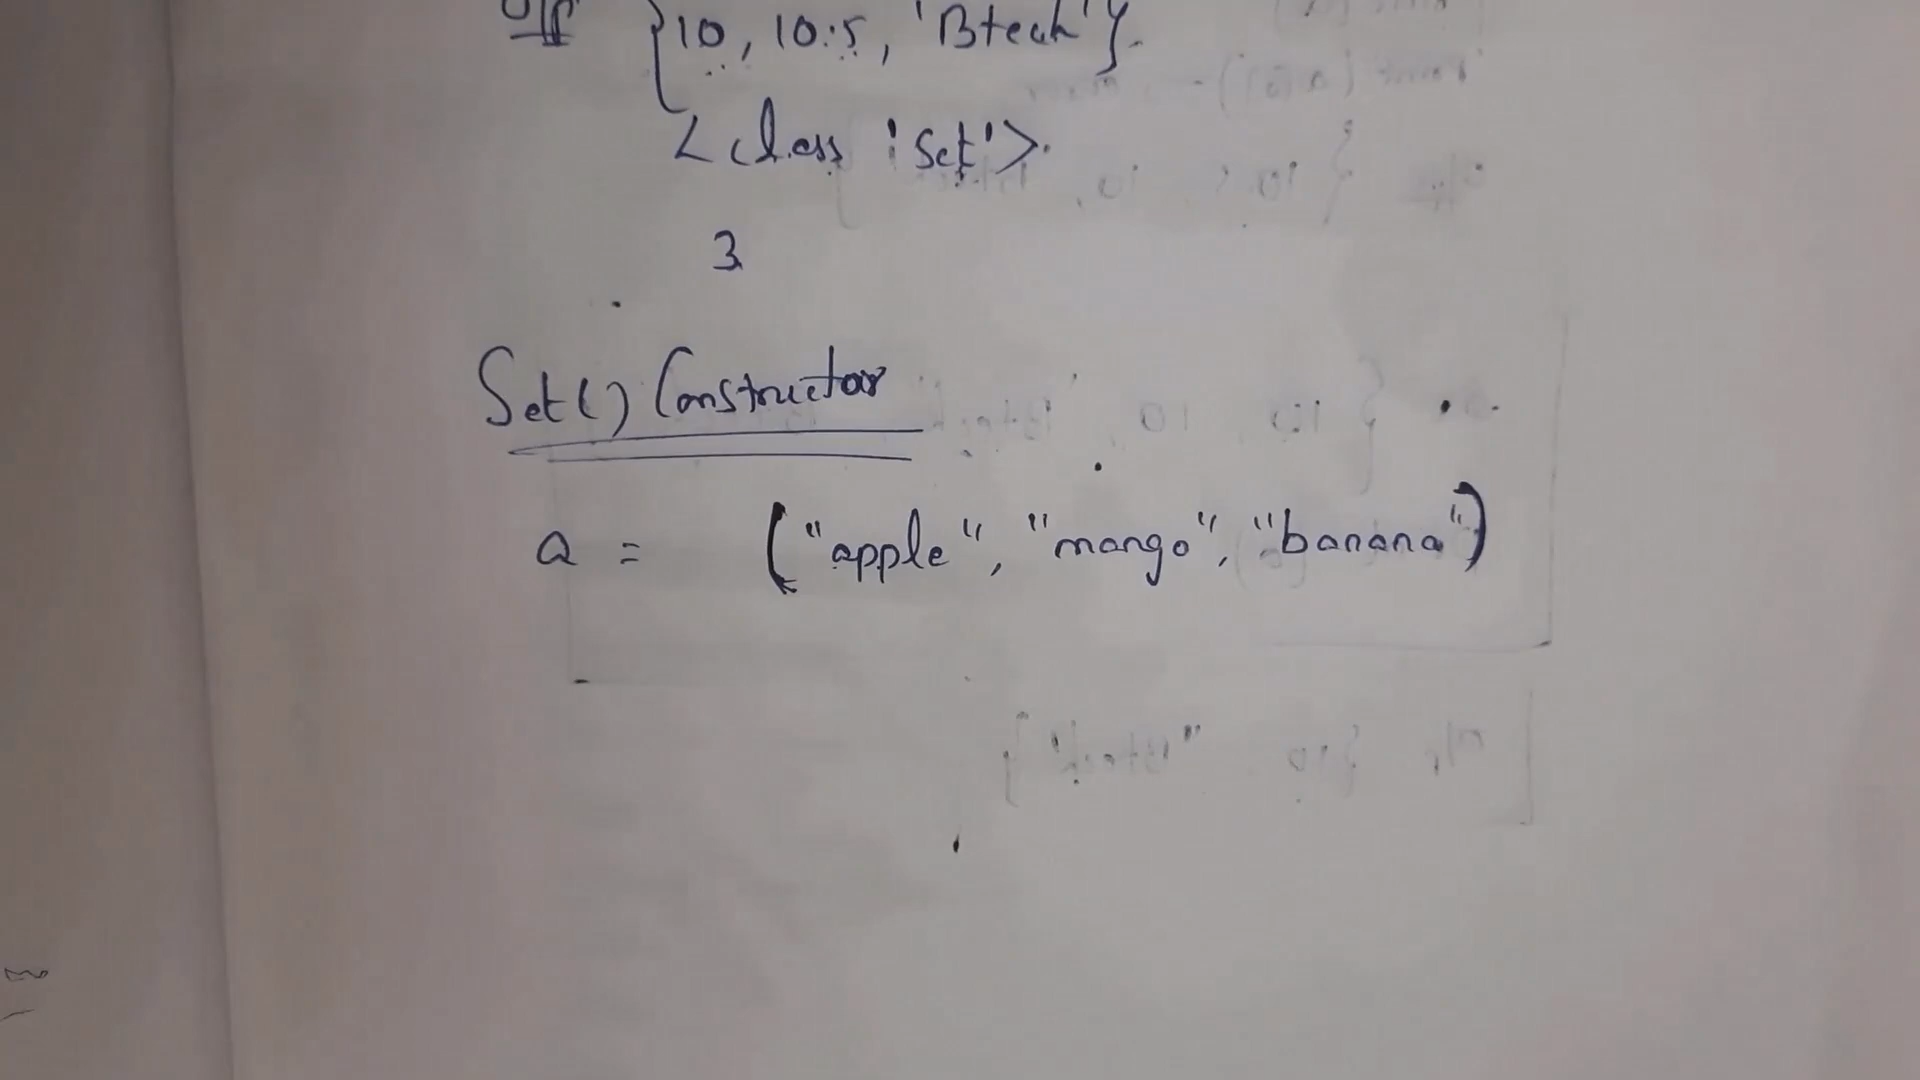 O/P {10, 10.5, 'Btech'}
<class 'set'>
3
Set() Constructor
a = ("apple", "mango", "banana")